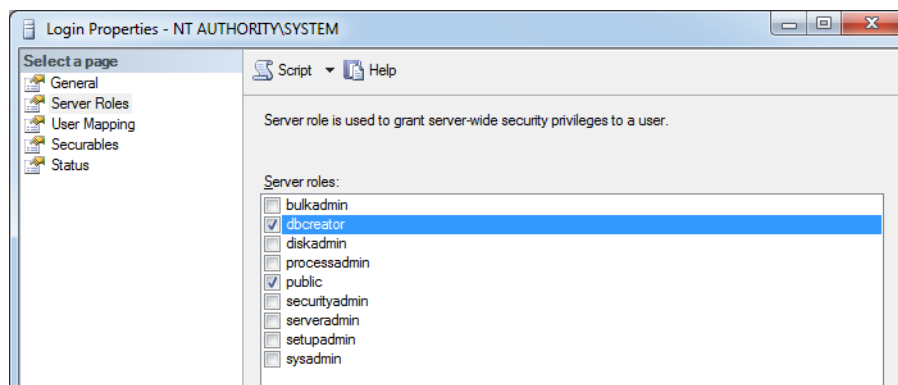 Login Properties - NT AUTHORITY\SYSTEM
Select a page
General
Server Roles
User Mapping
Securables
Status
Script
Help
Server role is used to grant server-wide security privileges to a user.
Server roles:
bulkadmin
dbcreator
diskadmin
processadmin
public
securityadmin
serveradmin
setupadmin
sysadmin